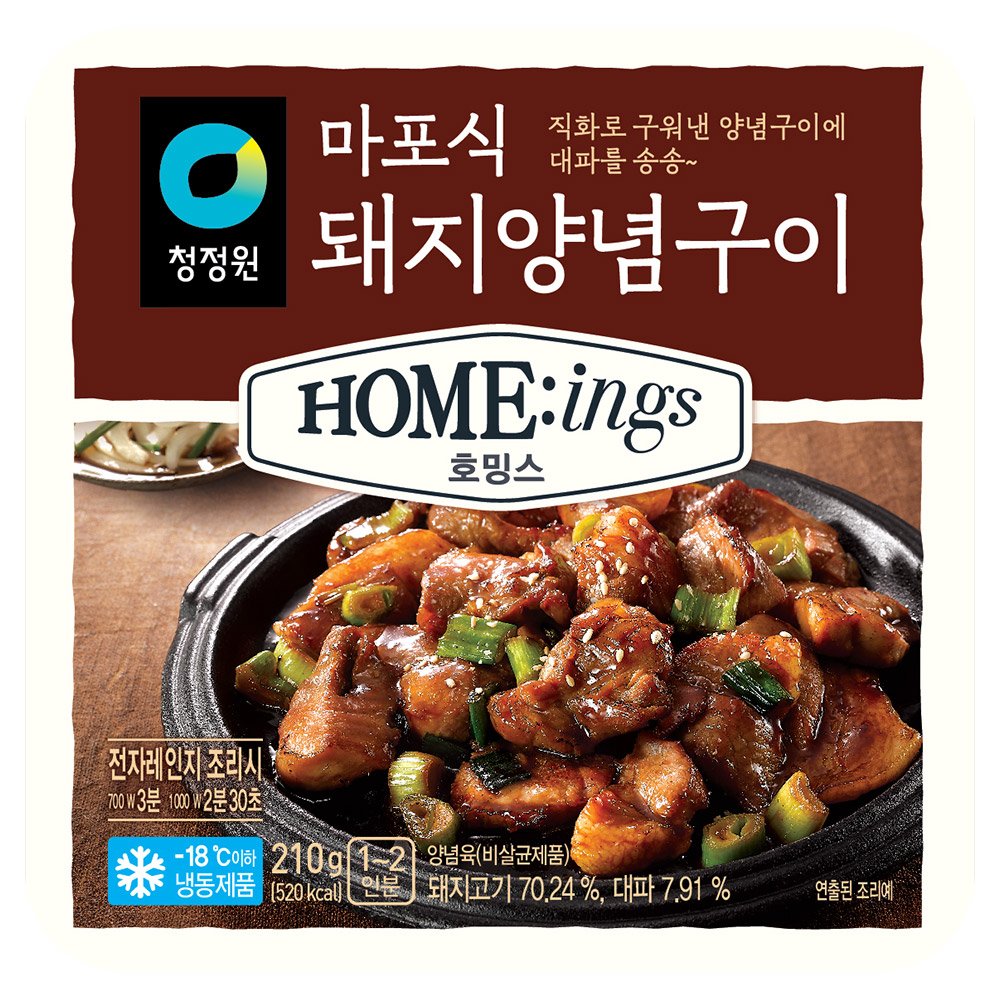 청정원
마포식
직화로 구워낸 양념구이에
대파를 송송~
돼지양념구이
HOME:ings
호밍스
전자레인지 조리시
700 W 3분 1000 W 2분 30초
-18 ℃이하
냉동제품
210g
(520 kcal)
1~2
인분
양념육(비살균제품)
돼지고기 70.24 %, 대파 7.91 %
연출된 조리예